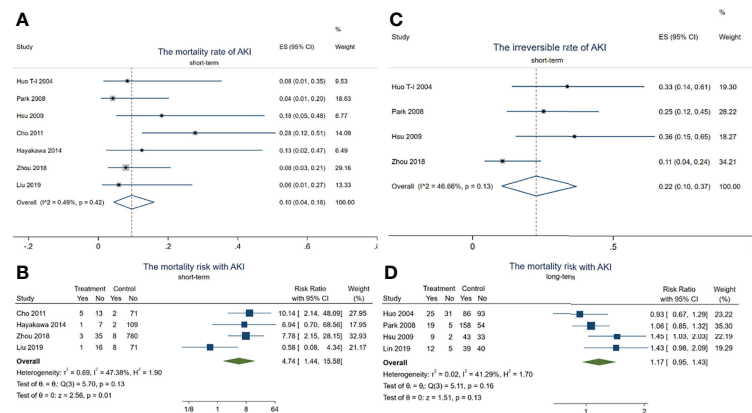 A
The mortality rate of AKI
short-term
%
Study
ES (95% CI)
Weight
Huo T-I 2004
0.08 (0.01, 0.35)
9.53
Park 2008
0.04 (0.01, 0.20)
18.63
Hsu 2009
0.18 (0.05, 0.48)
8.77
Cho 2011
0.28 (0.12, 0.51)
14.09
Hayakawa 2014
0.13 (0.02, 0.47)
6.49
Zhou 2018
0.08 (0.03, 0.21)
29.16
Liu 2019
0.06 (0.01, 0.27)
13.33
Overall (I^2 = 0.49%, p = 0.42)
0.10 (0.04, 0.16)
100.00
-.2 0 .2 .4 .6
C
The irreversible rate of AKI
short-term
%
Study
ES (95% CI)
Weight
Huo T-I 2004
0.33 (0.14, 0.61)
19.30
Park 2008
0.25 (0.12, 0.45)
28.22
Hsu 2009
0.36 (0.15, 0.65)
18.27
Zhou 2018
0.11 (0.04, 0.24)
34.21
Overall (I^2 = 46.66%, p = 0.13)
0.22 (0.10, 0.37)
100.00
0 .5
B
The mortality risk with AKI
short-term
Treatment Control Risk Ratio Weight
Study Yes No Yes No with 95% CI (%)
Cho 2011 5 13 2 71 10.14 [ 2.14, 48.09] 27.95
Hayakawa 2014 1 7 2 109 6.94 [ 0.70, 68.56] 17.95
Zhou 2018 3 35 8 780 7.78 [ 2.15, 28.15] 32.93
Liu 2019 1 16 8 71 0.58 [ 0.08, 4.34] 21.17
Overall 4.74 [ 1.44, 15.58]
Heterogeneity: τ² = 0.69, I² = 47.38%, H² = 1.90
Test of θᵢ = θⱼ: Q(3) = 5.70, p = 0.13
Test of θ = 0: z = 2.56, p = 0.01
1/8 1 8 64
D
The mortality risk with AKI
long-tens
Treatment Control Risk Ratio Weight
Study Yes No Yes No with 95% CI (%)
Huo 2004 25 31 86 93 0.93 [ 0.67, 1.29] 23.22
Park 2008 19 5 158 54 1.06 [ 0.85, 1.32] 35.30
Hsu 2009 9 2 43 33 1.45 [ 1.03, 2.03] 22.19
Lin 2019 12 5 39 40 1.43 [ 0.98, 2.09] 19.29
Overall 1.17 [ 0.95, 1.43]
Heterogeneity: τ² = 0.02, I² = 41.29%, H² = 1.70
Test of θᵢ = θⱼ: Q(3) = 5.11, p = 0.16
Test of θ = 0: z = 1.51, p = 0.13